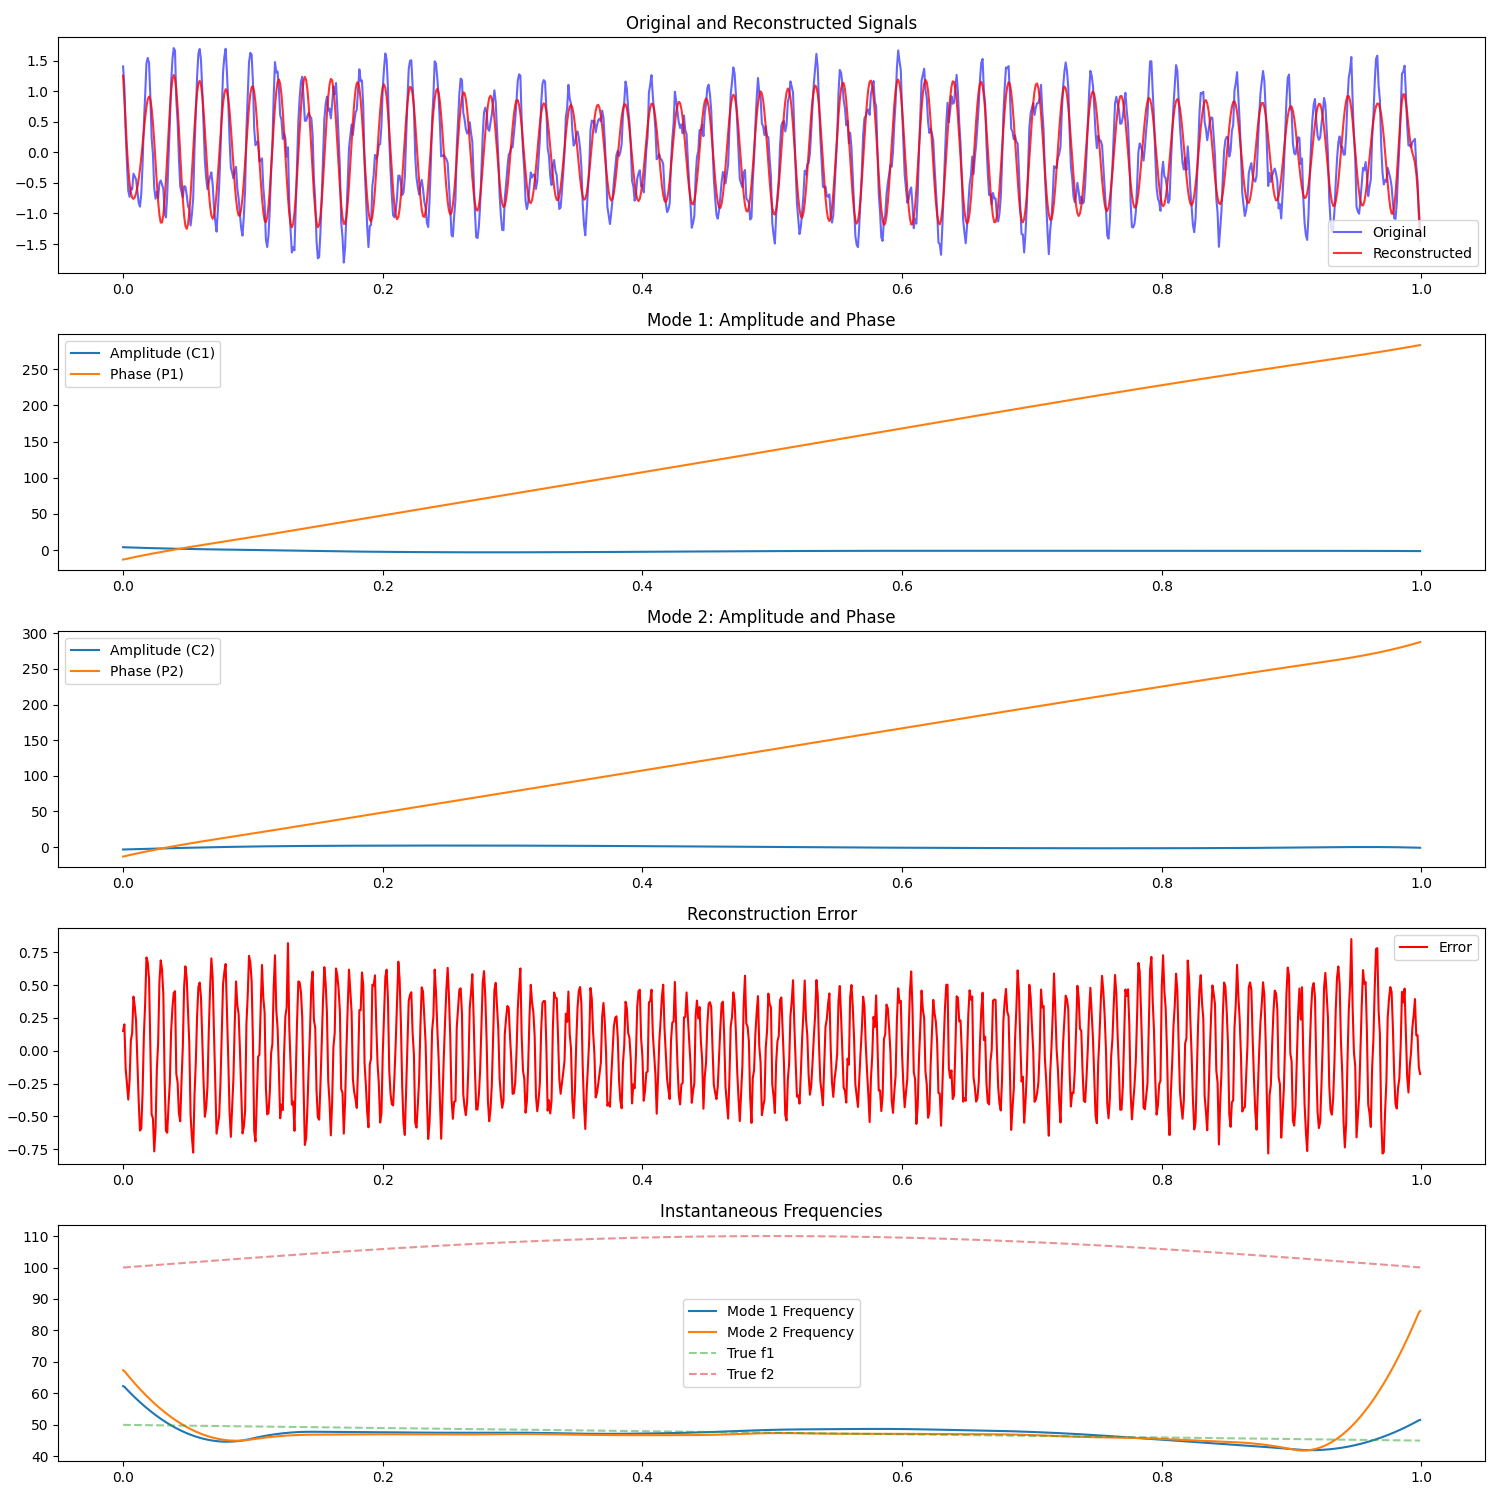 Original and Reconstructed Signals
1.5
1.0
0.5
0.0
−0.5
−1.0
−1.5
Original
Reconstructed
0.0 0.2 0.4 0.6 0.8 1.0
Mode 1: Amplitude and Phase
Amplitude (C1)
Phase (P1)
250
200
150
100
50
0
0.0 0.2 0.4 0.6 0.8 1.0
Mode 2: Amplitude and Phase
Amplitude (C2)
Phase (P2)
300
250
200
150
100
50
0
0.0 0.2 0.4 0.6 0.8 1.0
Reconstruction Error
Error
0.75
0.50
0.25
0.00
−0.25
−0.50
−0.75
0.0 0.2 0.4 0.6 0.8 1.0
Instantaneous Frequencies
110
100
90
80
70
60
50
40
Mode 1 Frequency
Mode 2 Frequency
True f1
True f2
0.0 0.2 0.4 0.6 0.8 1.0